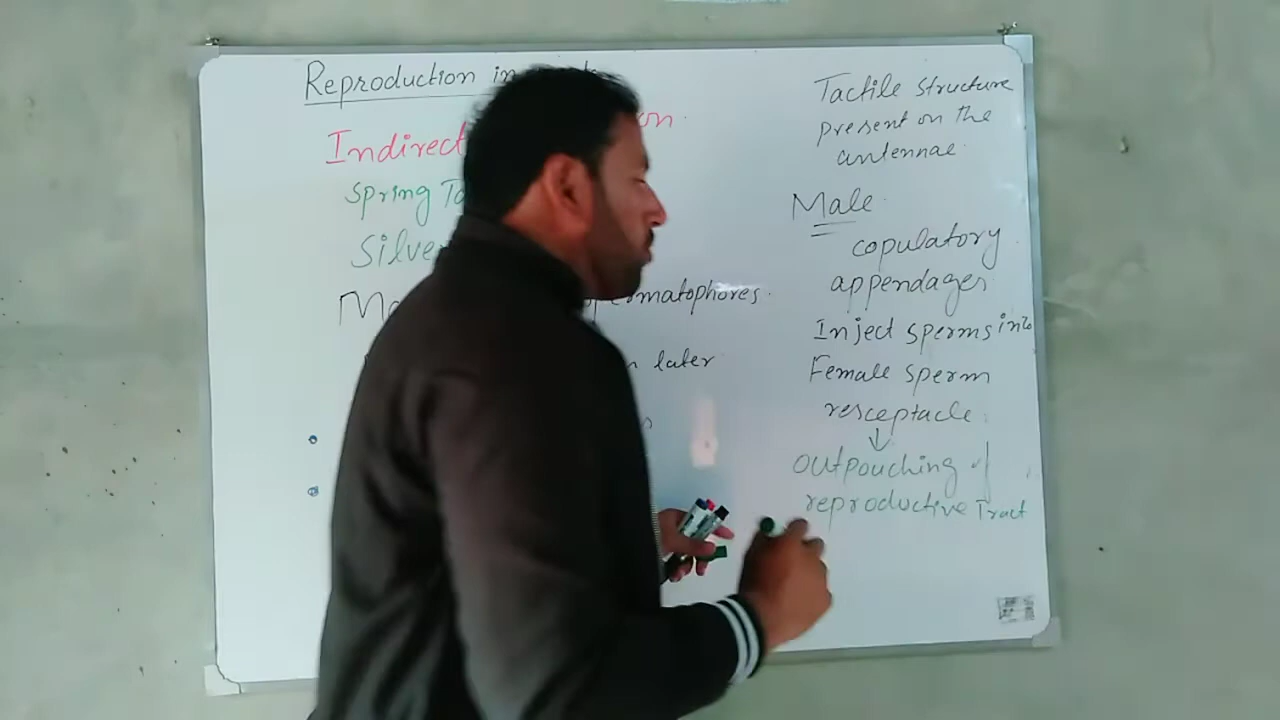 Reproduction in
Indirect
Spring
Silver
spermatophores.
later
Tactile structure
present on the
antennae.
Male
copulatory
appendages
Inject sperms into
Female sperm
resceptacle.
↓
outpouching of
reproductive Tract